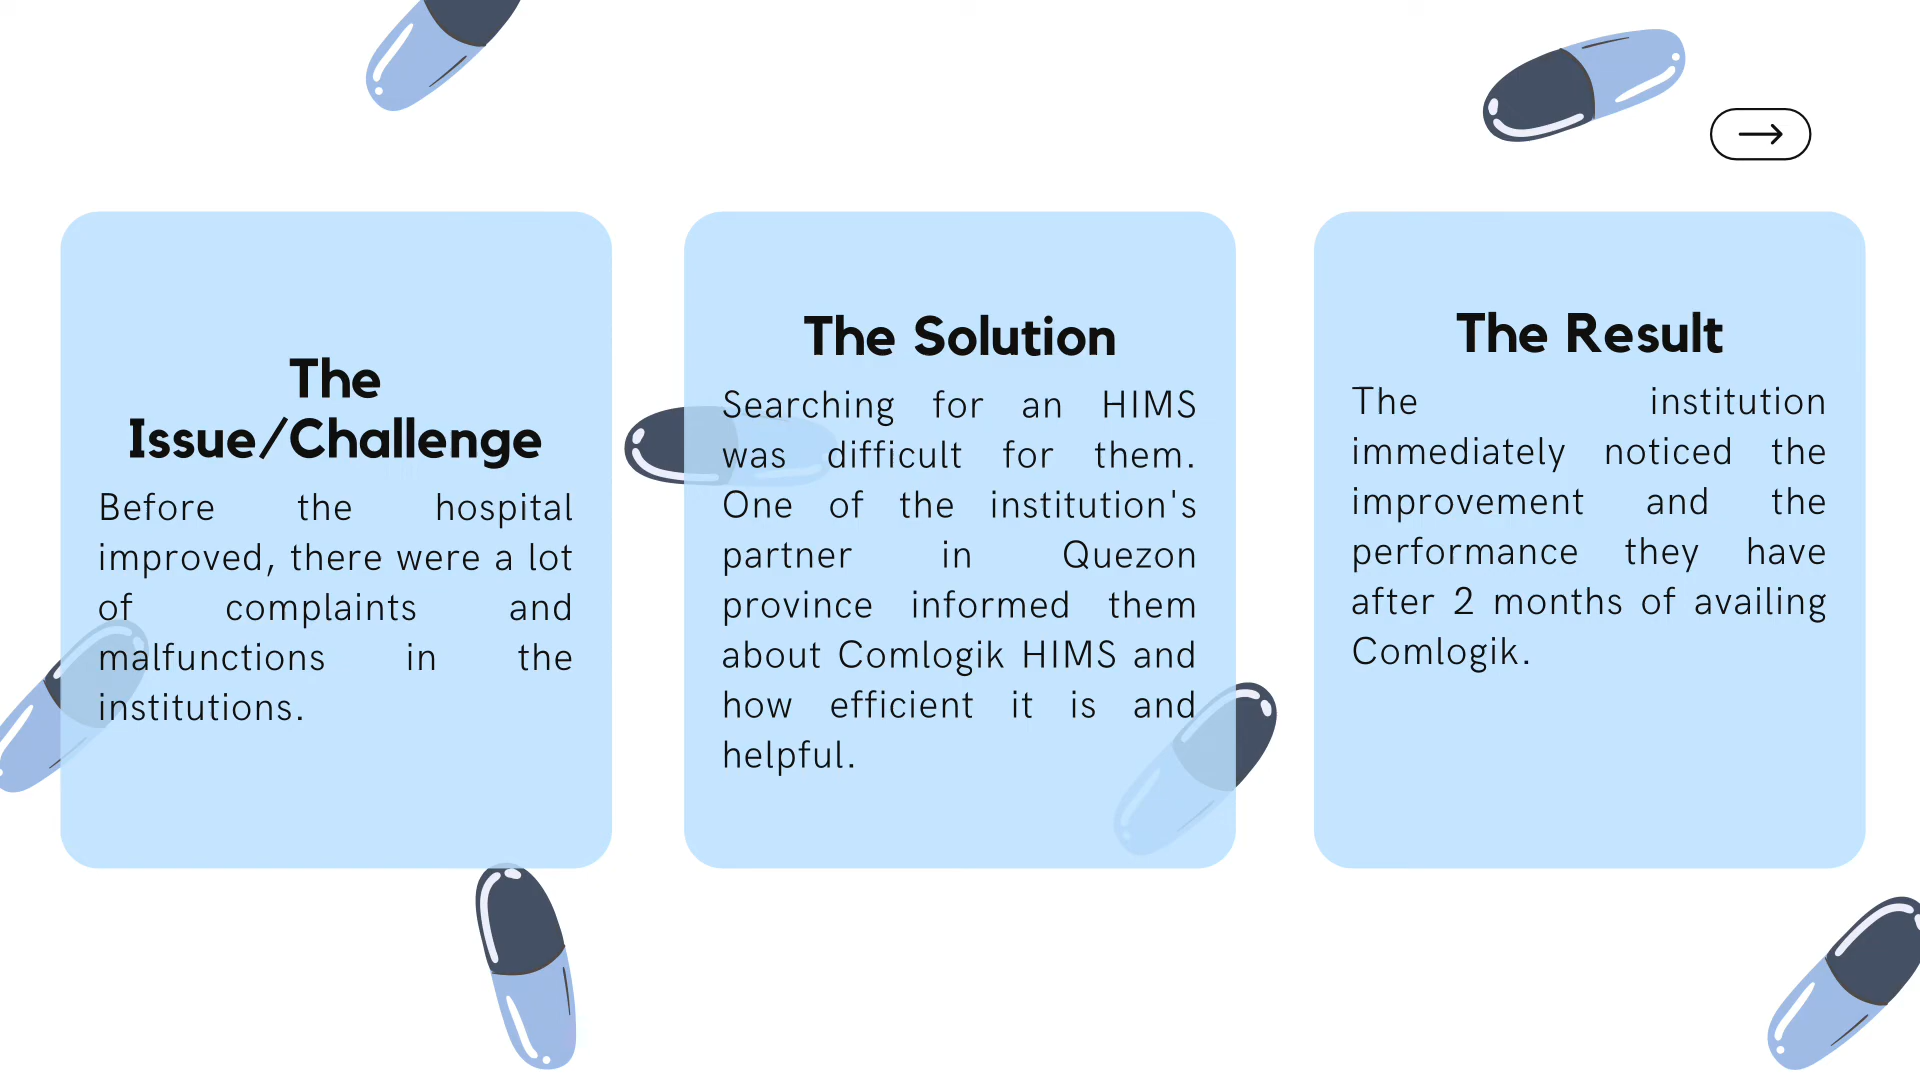 The
Issue/Challenge
Before the hospital
improved, there were a lot
of complaints and
malfunctions in the
institutions.
The Solution
Searching for an HIMS
was difficult for them.
One of the institution's
partner in Quezon
province informed them
about Comlogik HIMS and
how efficient it is and
helpful.
The Result
The institution
immediately noticed the
improvement and the
performance they have
after 2 months of availing
Comlogik.